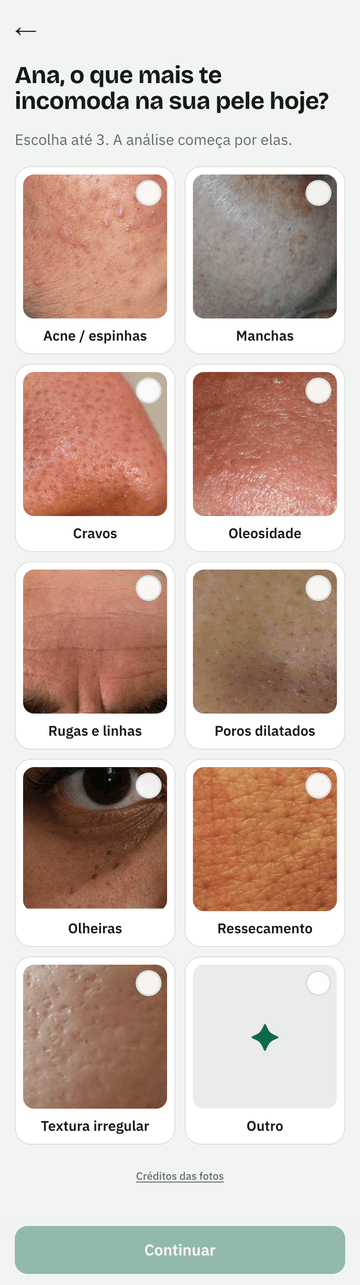 Ana, o que mais te
incomoda na sua pele hoje?
Escolha até 3. A análise começa por elas.
Acne / espinhas
Manchas
Cravos
Oleosidade
Rugas e linhas
Poros dilatados
Olheiras
Ressecamento
Textura irregular
Outro
Créditos das fotos
Continuar